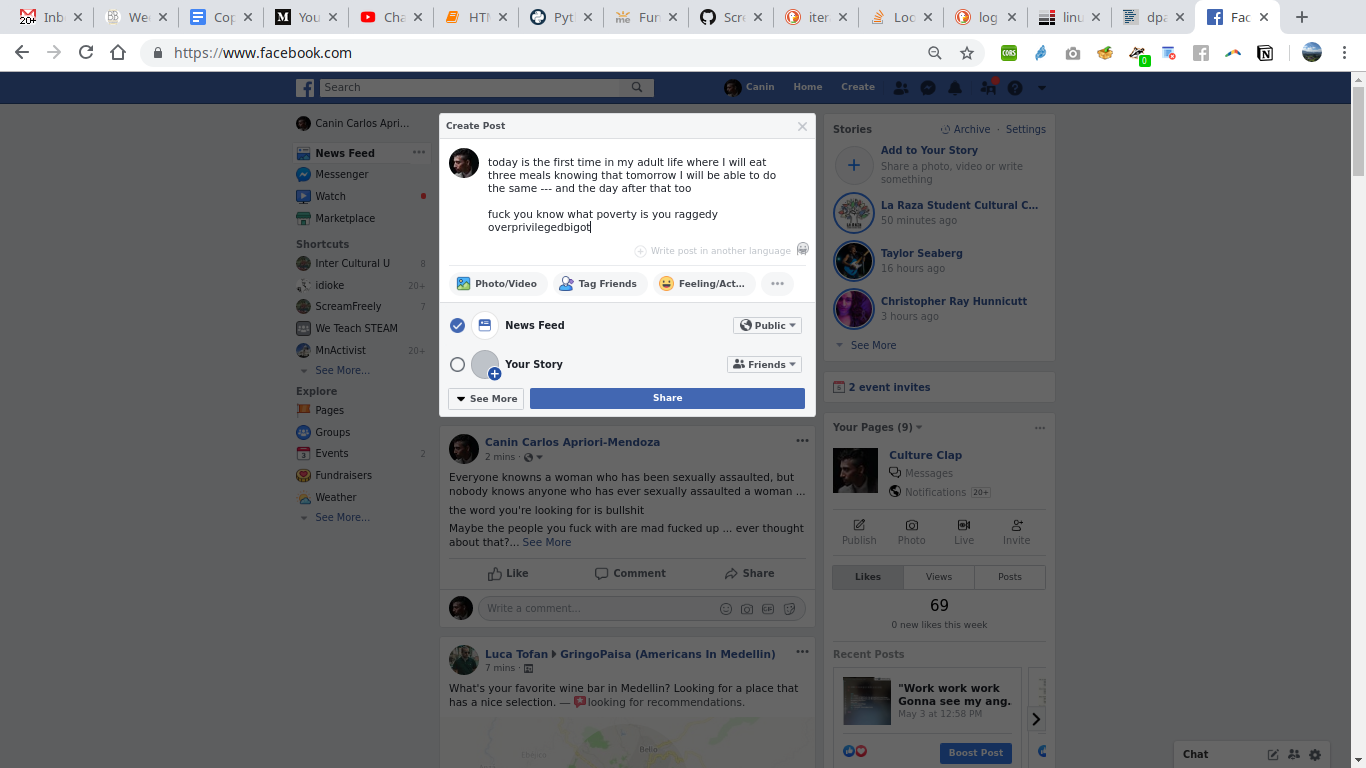 Inb
20+
Wee
Cop
You
Cha
HTM
Pyt
Fur
Scre
iter
Loc
log
linu
dpa
Fac
https://www.facebook.com
CORS
0
Search
Canin
Home
Create
Canin Carlos Apri...
News Feed
Messenger
Watch
Marketplace
Shortcuts
Inter Cultural U 8
idioke 20+
ScreamFreely 7
We Teach STEAM
MnActivist 20+
See More...
Explore
Pages
Groups
Events 2
Fundraisers
Weather
See More...
Create Post
today is the first time in my adult life where I will eat
three meals knowing that tomorrow I will be able to do
the same --- and the day after that too
fuck you know what poverty is you raggedy
overprivilegedbigot
Write post in another language
Photo/Video
Tag Friends
Feeling/Act...
News Feed
Public
Your Story
Friends
See More
Share
Canin Carlos Apriori-Mendoza
2 mins ·
Everyone knowns a woman who has been sexually assaulted, but
nobody knows anyone who has ever sexually assaulted a woman ...
the word you're looking for is bullshit
Maybe the people you fuck with are mad fucked up ... ever thought
about that?... See More
Like
Comment
Share
Write a comment...
Luca Tofan GringoPaisa (Americans In Medellin)
7 mins ·
What's your favorite wine bar in Medellin? Looking for a place that
has a nice selection. — looking for recommendations.
Bello
Stories
Archive · Settings
Add to Your Story
Share a photo, video or write
something
La Raza Student Cultural C...
50 minutes ago
Taylor Seaberg
16 hours ago
Christopher Ray Hunnicutt
3 hours ago
See More
2 event invites
Your Pages (9)
Culture Clap
Messages
Notifications 20+
Publish
Photo
Live
Invite
Likes
Views
Posts
69
0 new likes this week
Recent Posts
"Work work work
Gonna see my ang.
May 3 at 12:58 PM
Boost Post
Chat